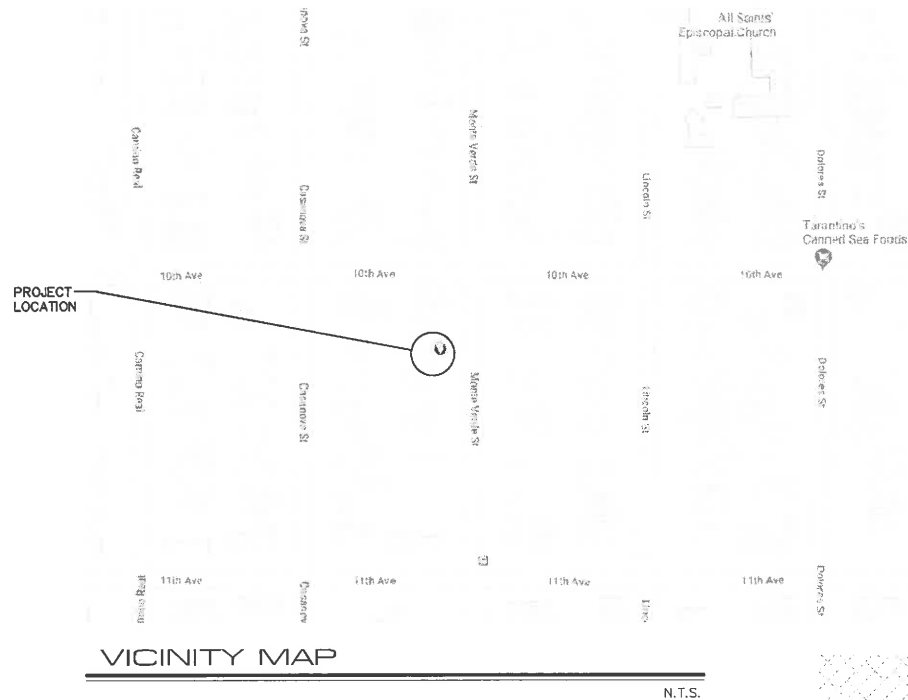 All Saints'
Episcopal Church
Camino Real
Monte Verde St
Casanova St
Lincoln St
Dolores St
Tarantino's
Canned Sea Foods
10th Ave
10th Ave
10th Ave
10th Ave
PROJECT
LOCATION
Camino Real
Casanova St
Monte Verde St
Lincoln St
Dolores St
11th Ave
11th Ave
11th Ave
11th Ave
Dolores St
VICINITY MAP
N.T.S.